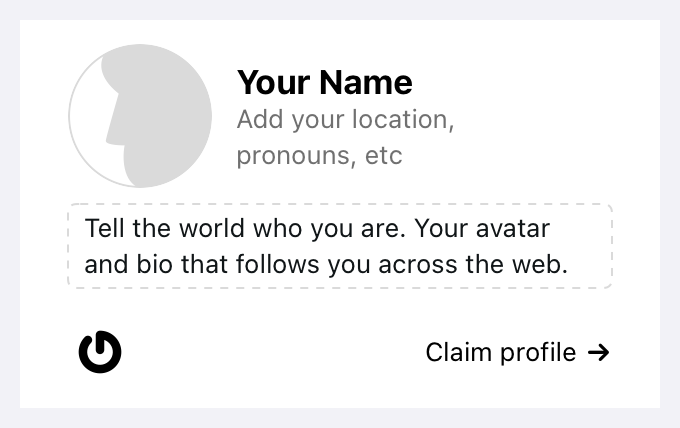 Your Name
Add your location,
pronouns, etc
Tell the world who you are. Your avatar
and bio that follows you across the web.
Claim profile →